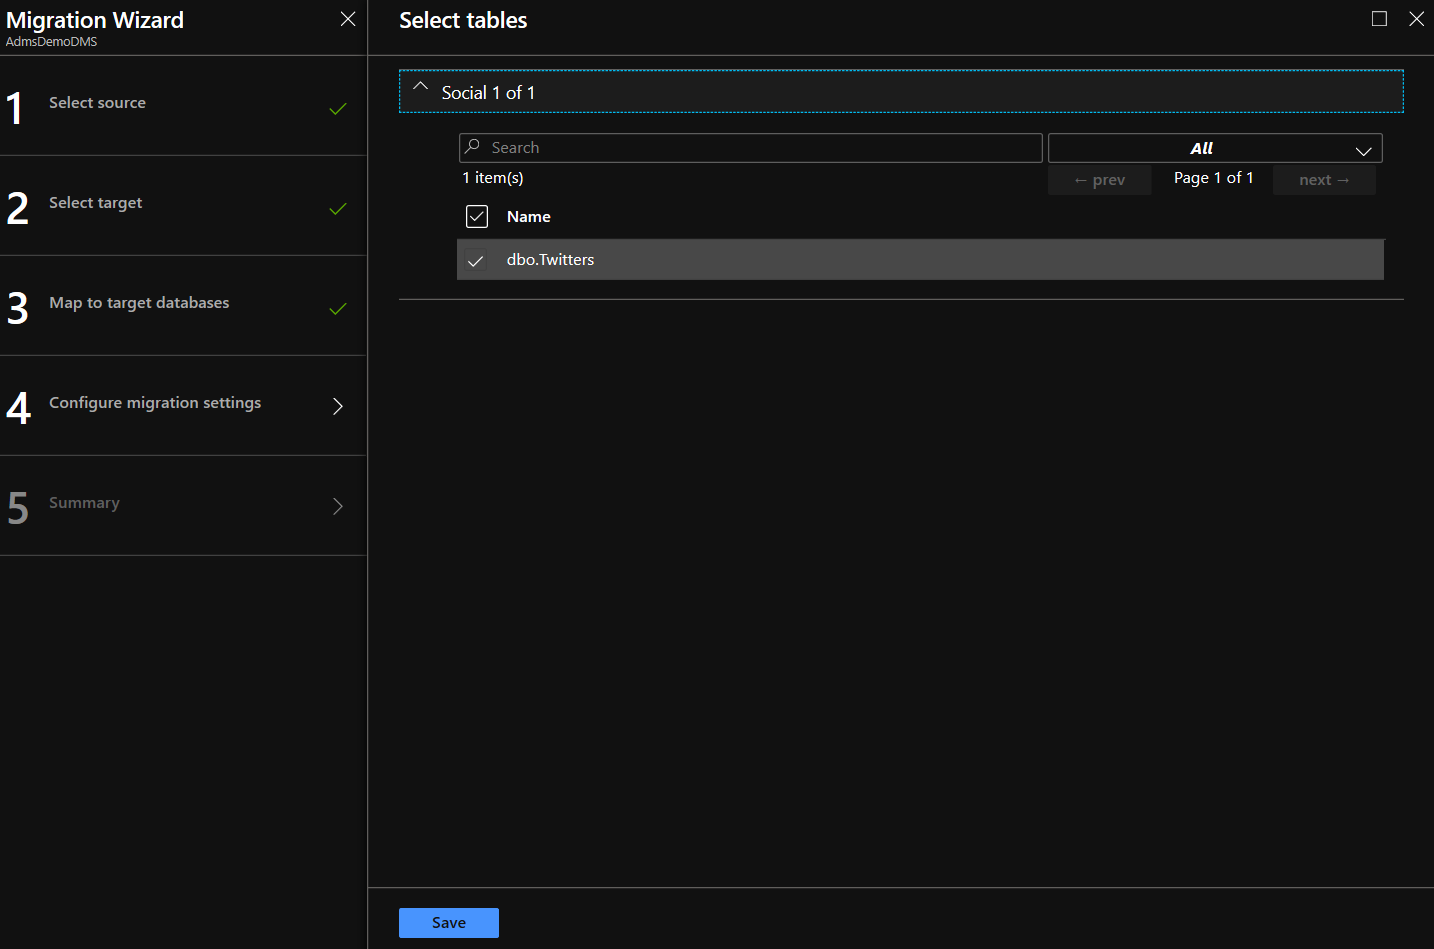 Migration Wizard
AdmsDemoDMS
1 Select source
2 Select target
3 Map to target databases
4 Configure migration settings
5 Summary
Select tables
Social 1 of 1
Search
All
1 item(s)
← prev
Page 1 of 1
next →
Name
dbo.Twitters
Save